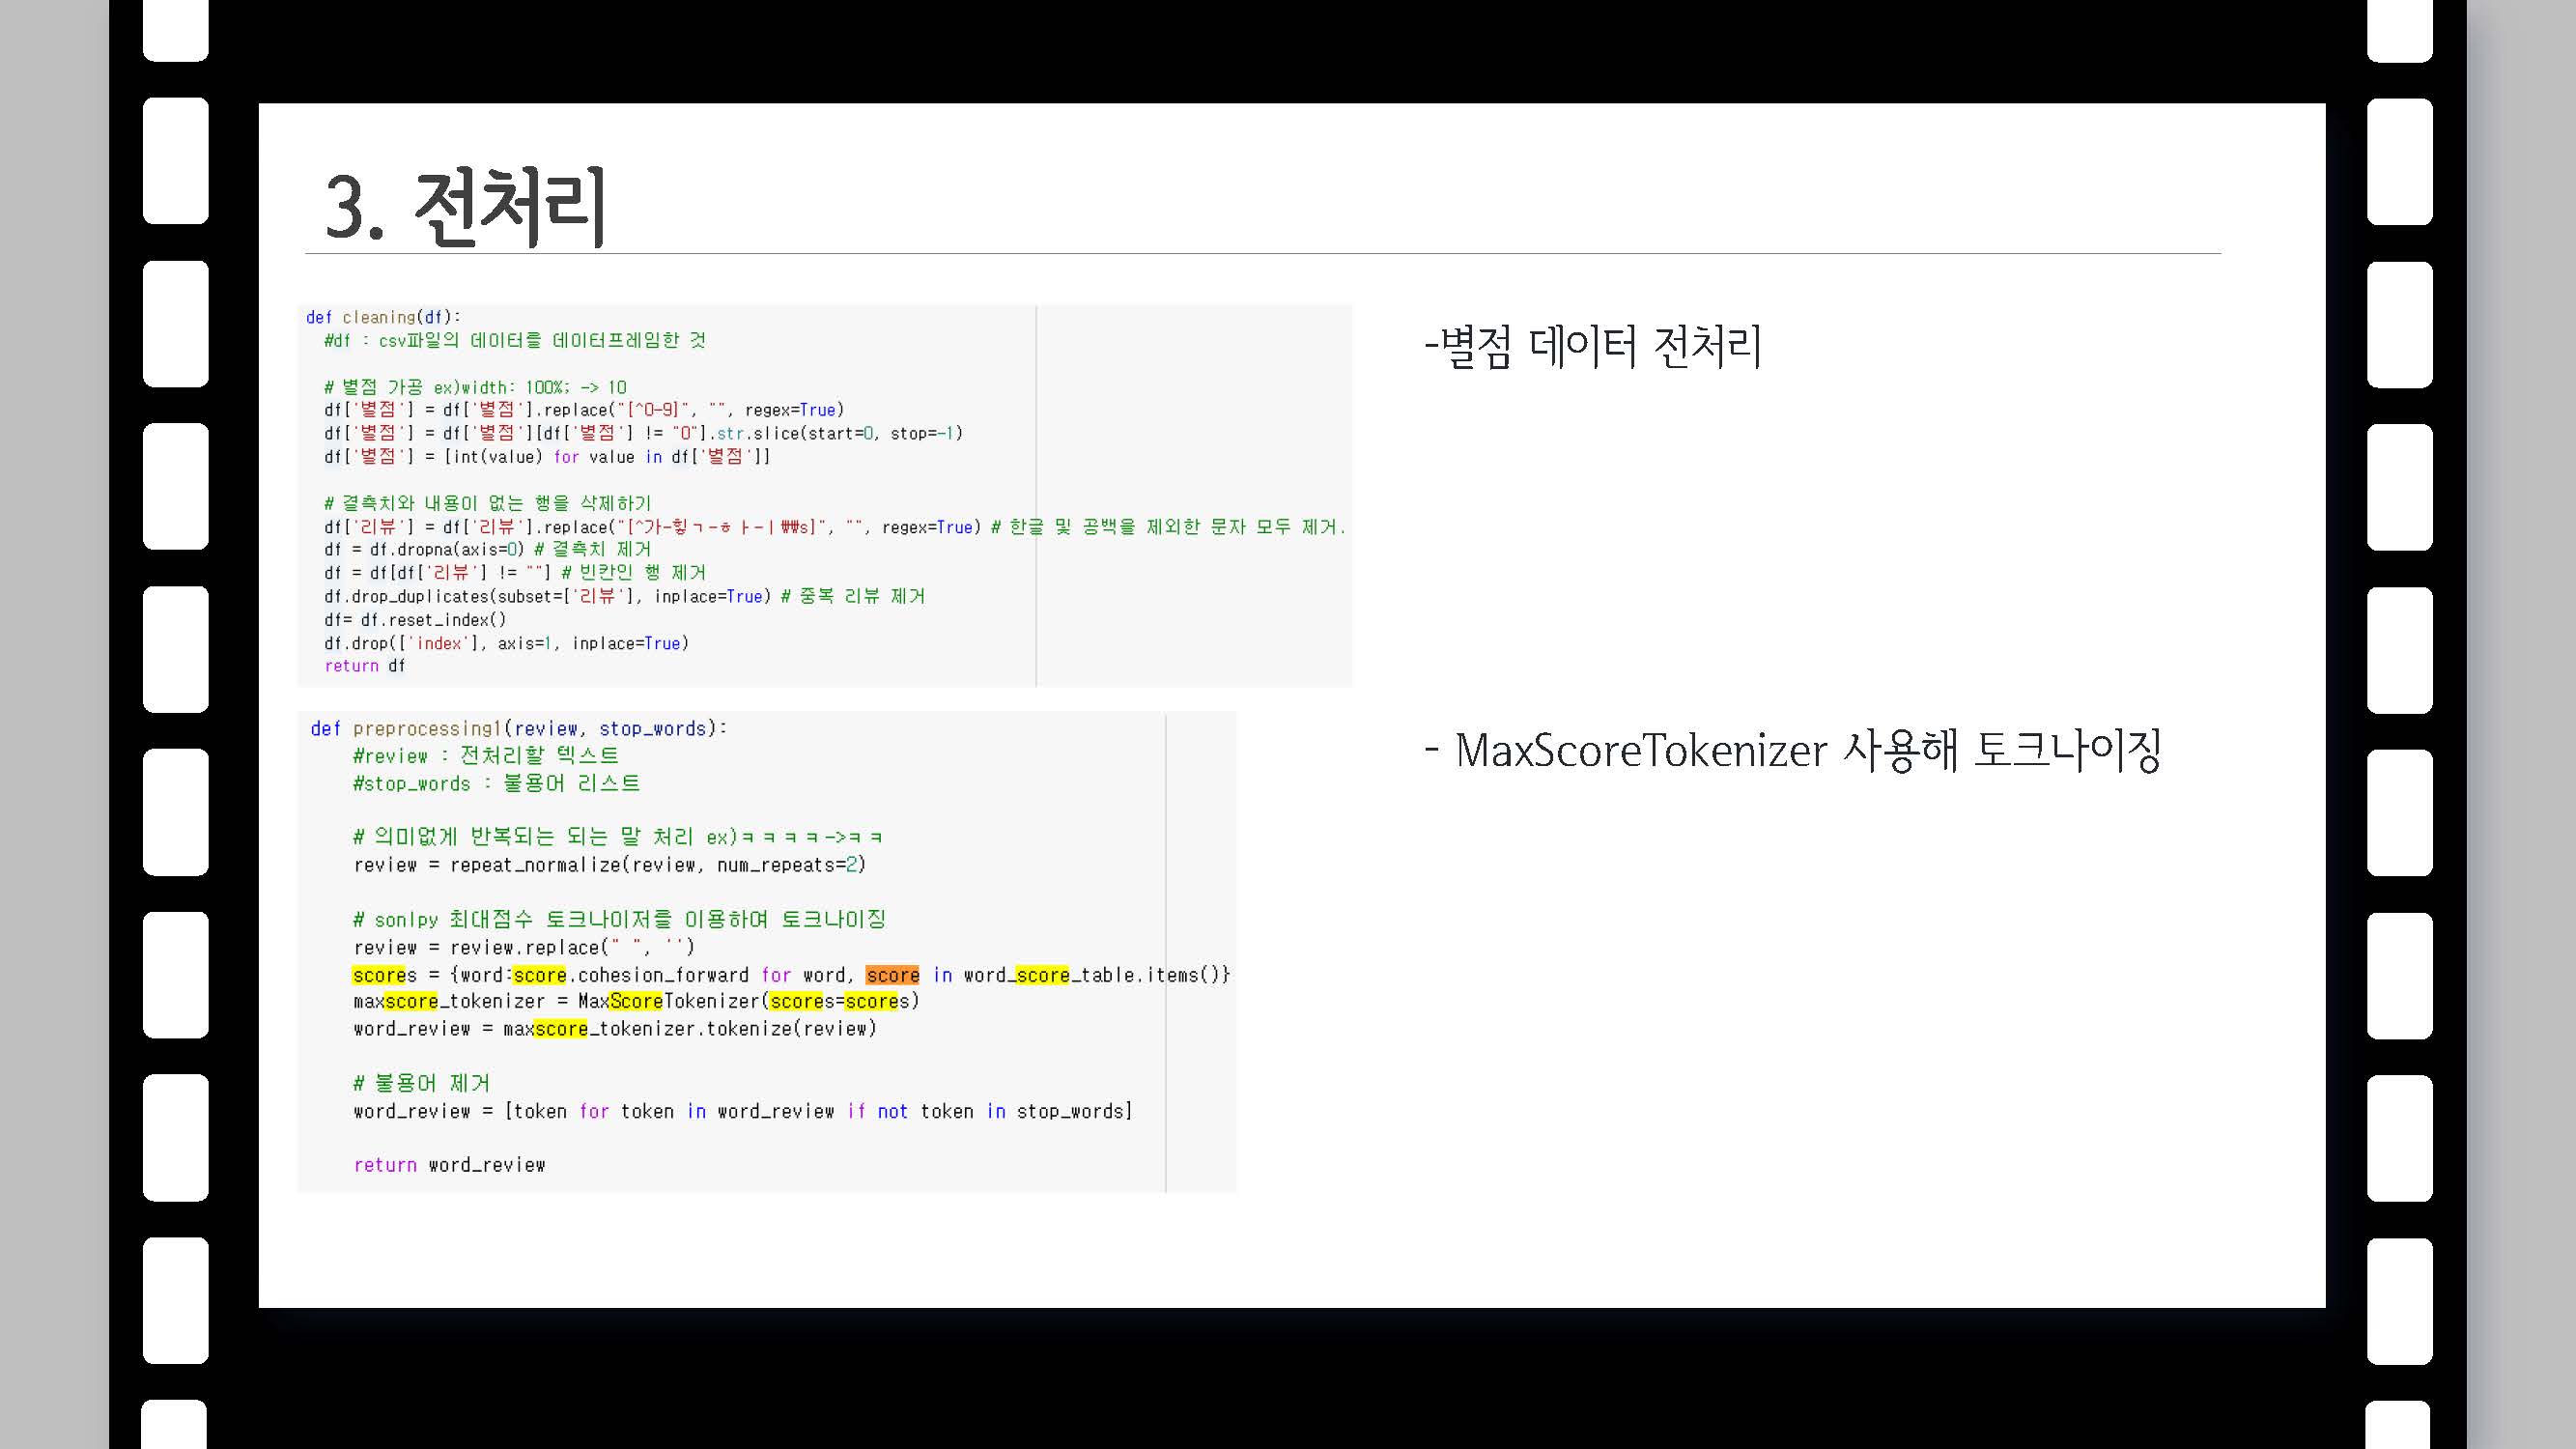 3. 전처리
def cleaning(df):
#df : csv파일의 데이터를 데이터프레임한 것
# 별점 가공 ex)width: 100%; -> 10
df['별점'] = df['별점'].replace("[^0-9]", "", regex=True)
df['별점'] = df['별점'][df['별점'] != "0"].str.slice(start=0, stop=-1)
df['별점'] = [int(value) for value in df['별점']]
# 결측치와 내용이 없는 행을 삭제하기
df['리뷰'] = df['리뷰'].replace("[^가-힣ㄱ-ㅎㅏ-ㅣ₩₩s]", "", regex=True) # 한글 및 공백을 제외한 문자 모두 제거.
df = df.dropna(axis=0) # 결측치 제거
df = df[df['리뷰'] != ""] # 빈칸인 행 제거
df.drop_duplicates(subset=['리뷰'], inplace=True) # 중복 리뷰 제거
df= df.reset_index()
df.drop(['index'], axis=1, inplace=True)
return df
-별점 데이터 전처리
def preprocessing1(review, stop_words):
#review : 전처리할 텍스트
#stop_words : 불용어 리스트
# 의미없게 반복되는 되는 말 처리 ex)ㅋㅋㅋㅋ->ㅋㅋ
review = repeat_normalize(review, num_repeats=2)
# sonlpy 최대점수 토크나이저를 이용하여 토크나이징
review = review.replace(" ", '')
scores = {word:score.cohesion_forward for word, score in word_score_table.items()}
maxscore_tokenizer = MaxScoreTokenizer(scores=scores)
word_review = maxscore_tokenizer.tokenize(review)
# 불용어 제거
word_review = [token for token in word_review if not token in stop_words]
return word_review
- MaxScoreTokenizer 사용해 토크나이징